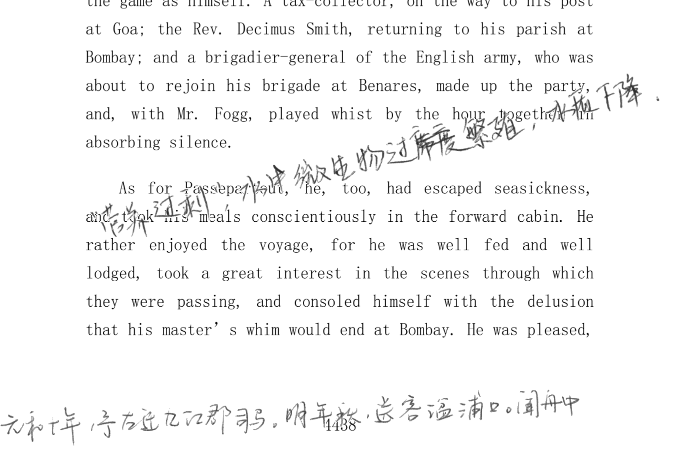 the game as himself. A tax-collector, on the way to his post
at Goa; the Rev. Decimus Smith, returning to his parish at
Bombay; and a brigadier-general of the English army, who was
about to rejoin his brigade at Benares, made up the party,
and, with Mr. Fogg, played whist by the hour together in
absorbing silence.
营养过剩，水中微生物过度繁殖，水植下降.
As for Passepartout, he, too, had escaped seasickness,
and took his meals conscientiously in the forward cabin. He
rather enjoyed the voyage, for he was well fed and well
lodged, took a great interest in the scenes through which
they were passing, and consoled himself with the delusion
that his master’s whim would end at Bombay. He was pleased,
元和十年，予左迁九江郡司马。明年秋，送客湓浦口。闻舟中
1438